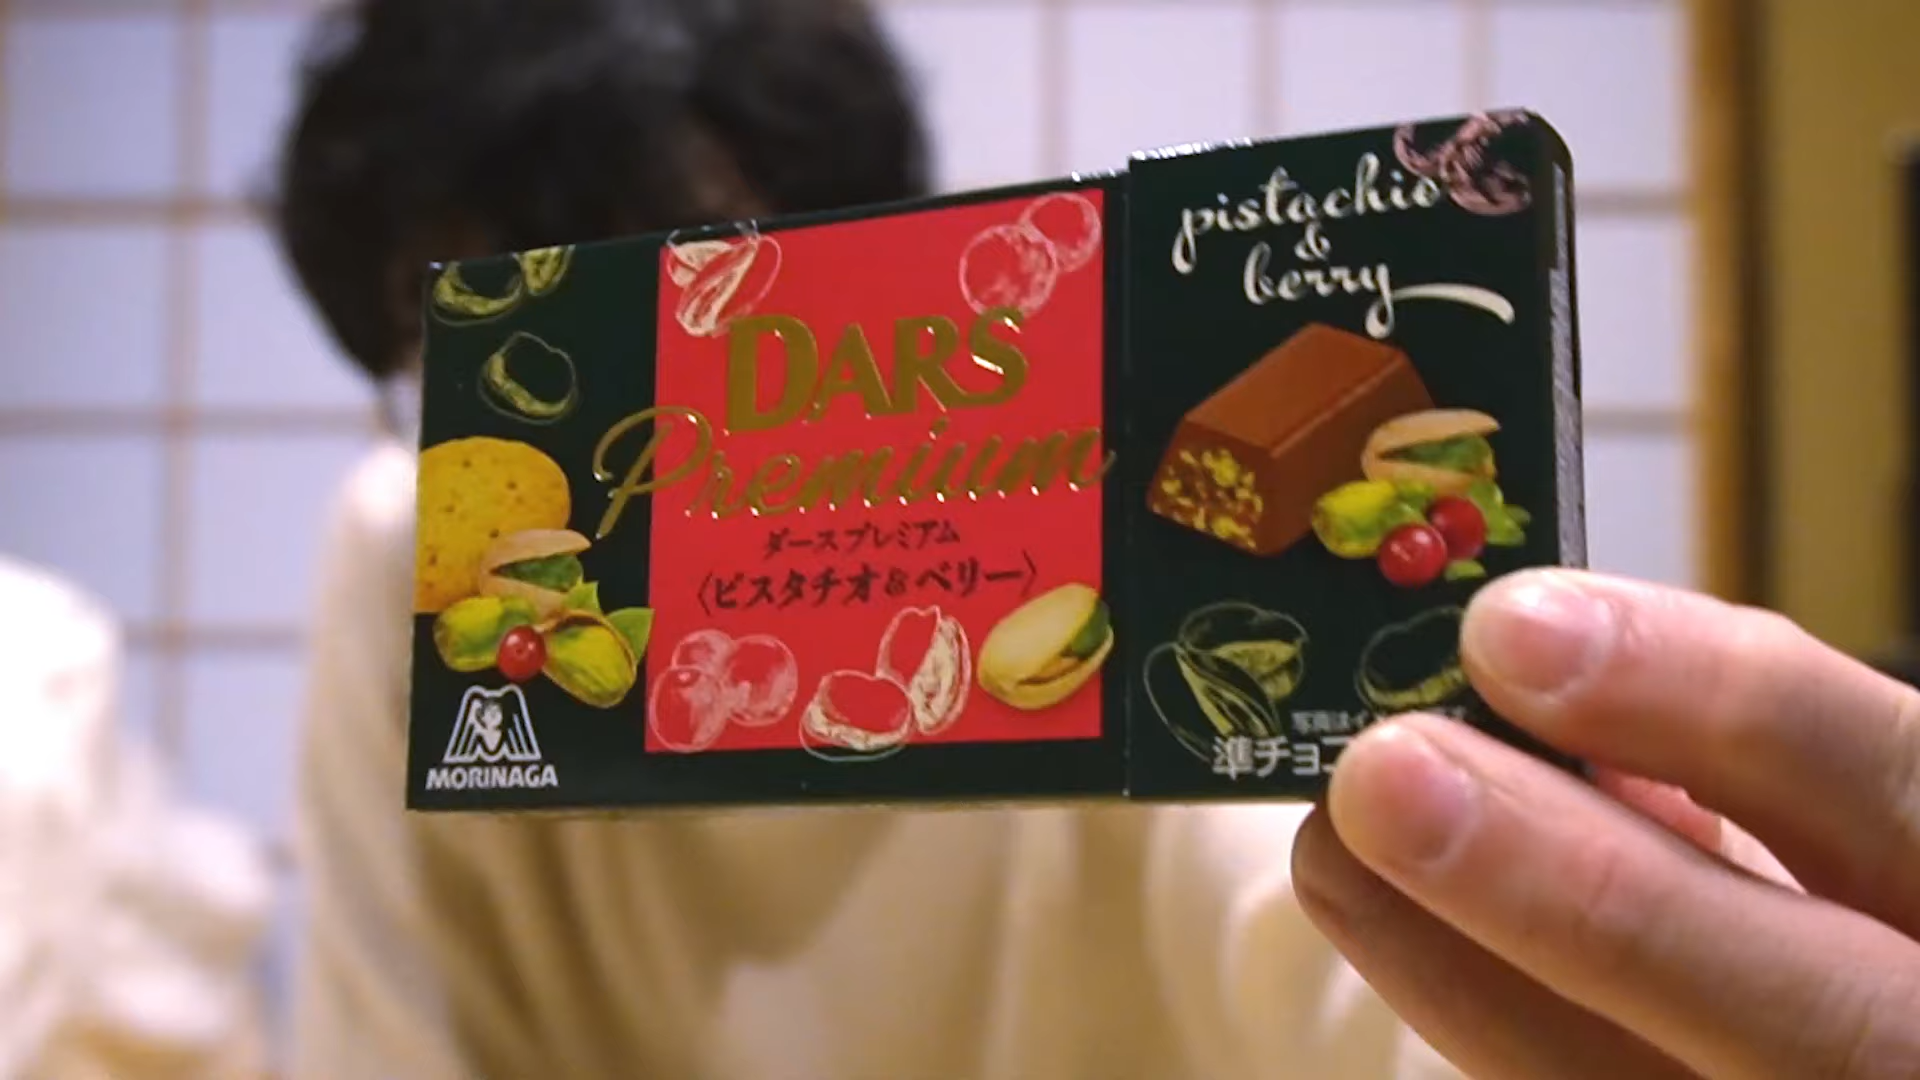 DARS
Premium
ダースプレミアム
〈ピスタチオ&ベリー〉
MORINAGA
pistachio
&
berry
写真は
準チョコ